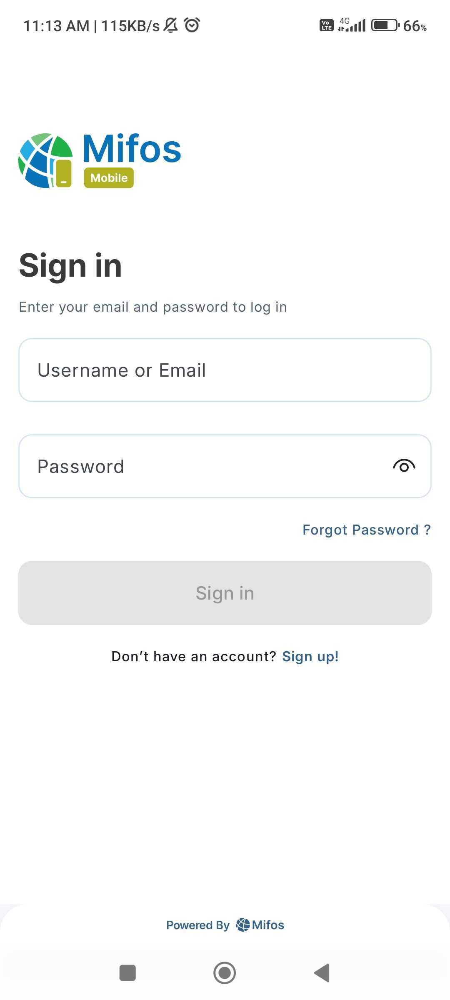 11:13 AM | 115KB/s Vo LTE 4G 66%
Mifos
Mobile
Sign in
Enter your email and password to log in
Username or Email
Password
Forgot Password ?
Sign in
Don’t have an account? Sign up!
Powered By Mifos